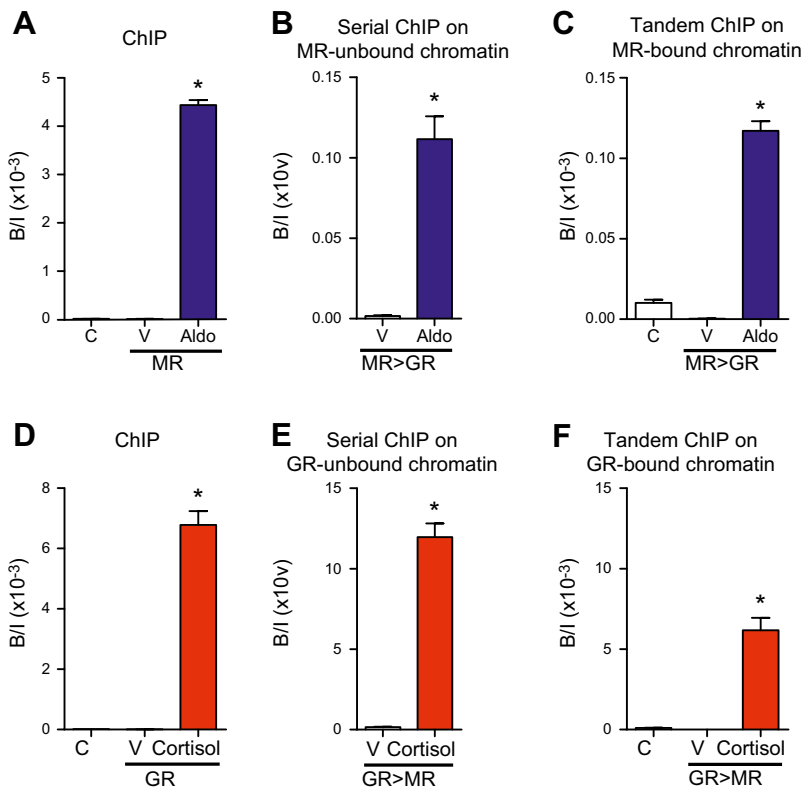 A
ChIP
B/I (x10-3)
5
4
3
2
1
0
*
C
V
Aldo
MR
B
Serial ChIP on
MR-unbound chromatin
B/I (x10v)
0.15
0.10
0.05
0.00
*
V
Aldo
MR>GR
C
Tandem ChIP on
MR-bound chromatin
B/I (x10-3)
0.15
0.10
0.05
0.00
*
C
V
Aldo
MR>GR
D
ChIP
B/I (x10-3)
8
6
4
2
0
*
C
V Cortisol
GR
E
Serial ChIP on
GR-unbound chromatin
B/I (x10v)
15
10
5
0
*
V Cortisol
GR>MR
F
Tandem ChIP on
GR-bound chromatin
B/I (x10-3)
15
10
5
0
*
C
V Cortisol
GR>MR